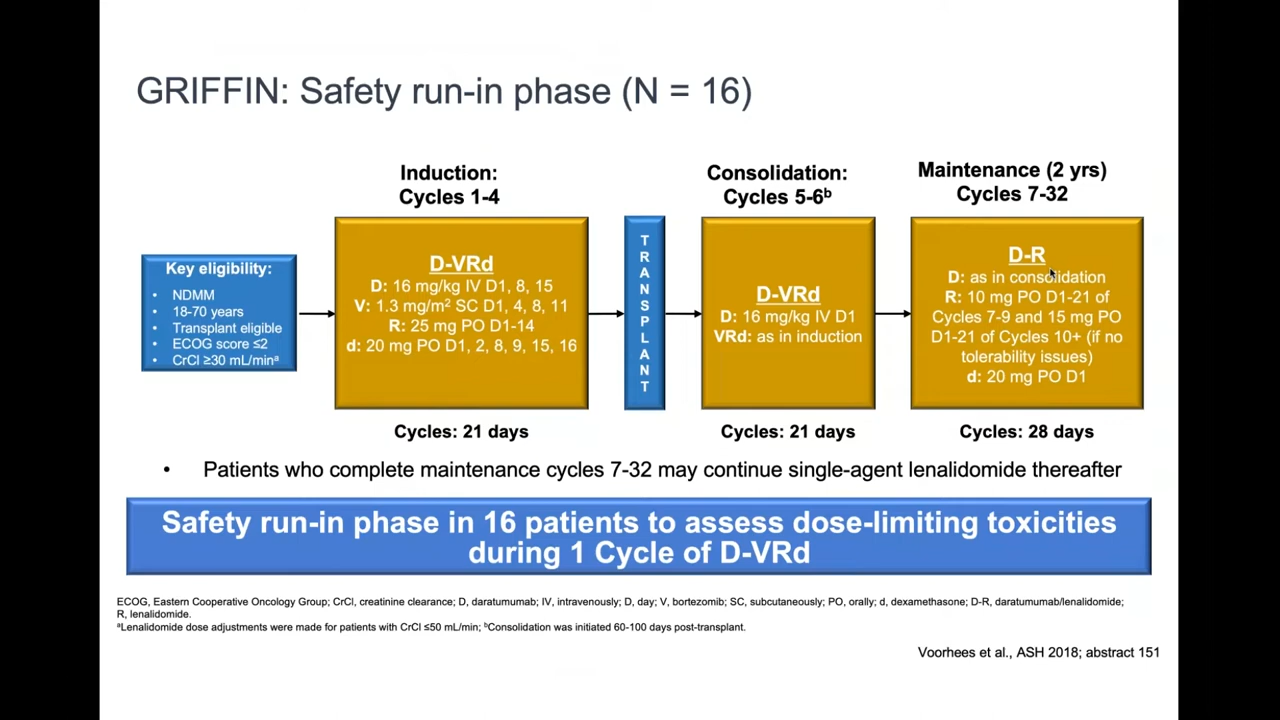 GRIFFIN: Safety run-in phase (N = 16)
Key eligibility:
• NDMM
• 18-70 years
• Transplant eligible
• ECOG score ≤2
• CrCl ≥30 mL/minᵃ
Induction:
Cycles 1-4
D-VRd
D: 16 mg/kg IV D1, 8, 15
V: 1.3 mg/m² SC D1, 4, 8, 11
R: 25 mg PO D1-14
d: 20 mg PO D1, 2, 8, 9, 15, 16
Cycles: 21 days
TRANSPLANT
Consolidation:
Cycles 5-6ᵇ
D-VRd
D: 16 mg/kg IV D1
VRd: as in induction
Cycles: 21 days
Maintenance (2 yrs)
Cycles 7-32
D-R
D: as in consolidation
R: 10 mg PO D1-21 of
Cycles 7-9 and 15 mg PO
D1-21 of Cycles 10+ (if no
tolerability issues)
d: 20 mg PO D1
Cycles: 28 days
• Patients who complete maintenance cycles 7-32 may continue single-agent lenalidomide thereafter
Safety run-in phase in 16 patients to assess dose-limiting toxicities
during 1 Cycle of D-VRd
ECOG, Eastern Cooperative Oncology Group; CrCl, creatinine clearance; D, daratumumab; IV, intravenously; D, day; V, bortezomib; SC, subcutaneously; PO, orally; d, dexamethasone; D-R, daratumumab/lenalidomide;
R, lenalidomide.
ᵃLenalidomide dose adjustments were made for patients with CrCl ≤50 mL/min; ᵇConsolidation was initiated 60-100 days post-transplant.
Voorhees et al., ASH 2018; abstract 151